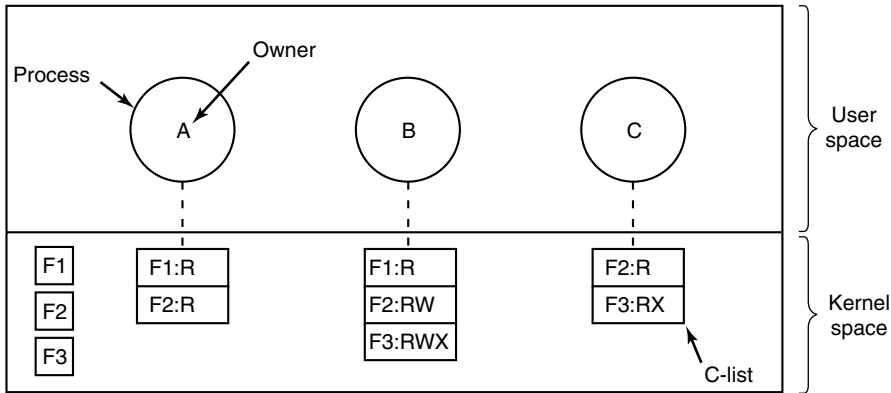 Owner
Process
A
B
C
User
space
F1
F2
F3
F1:R
F2:R
F1:R
F2:RW
F3:RWX
F2:R
F3:RX
C-list
Kernel
space